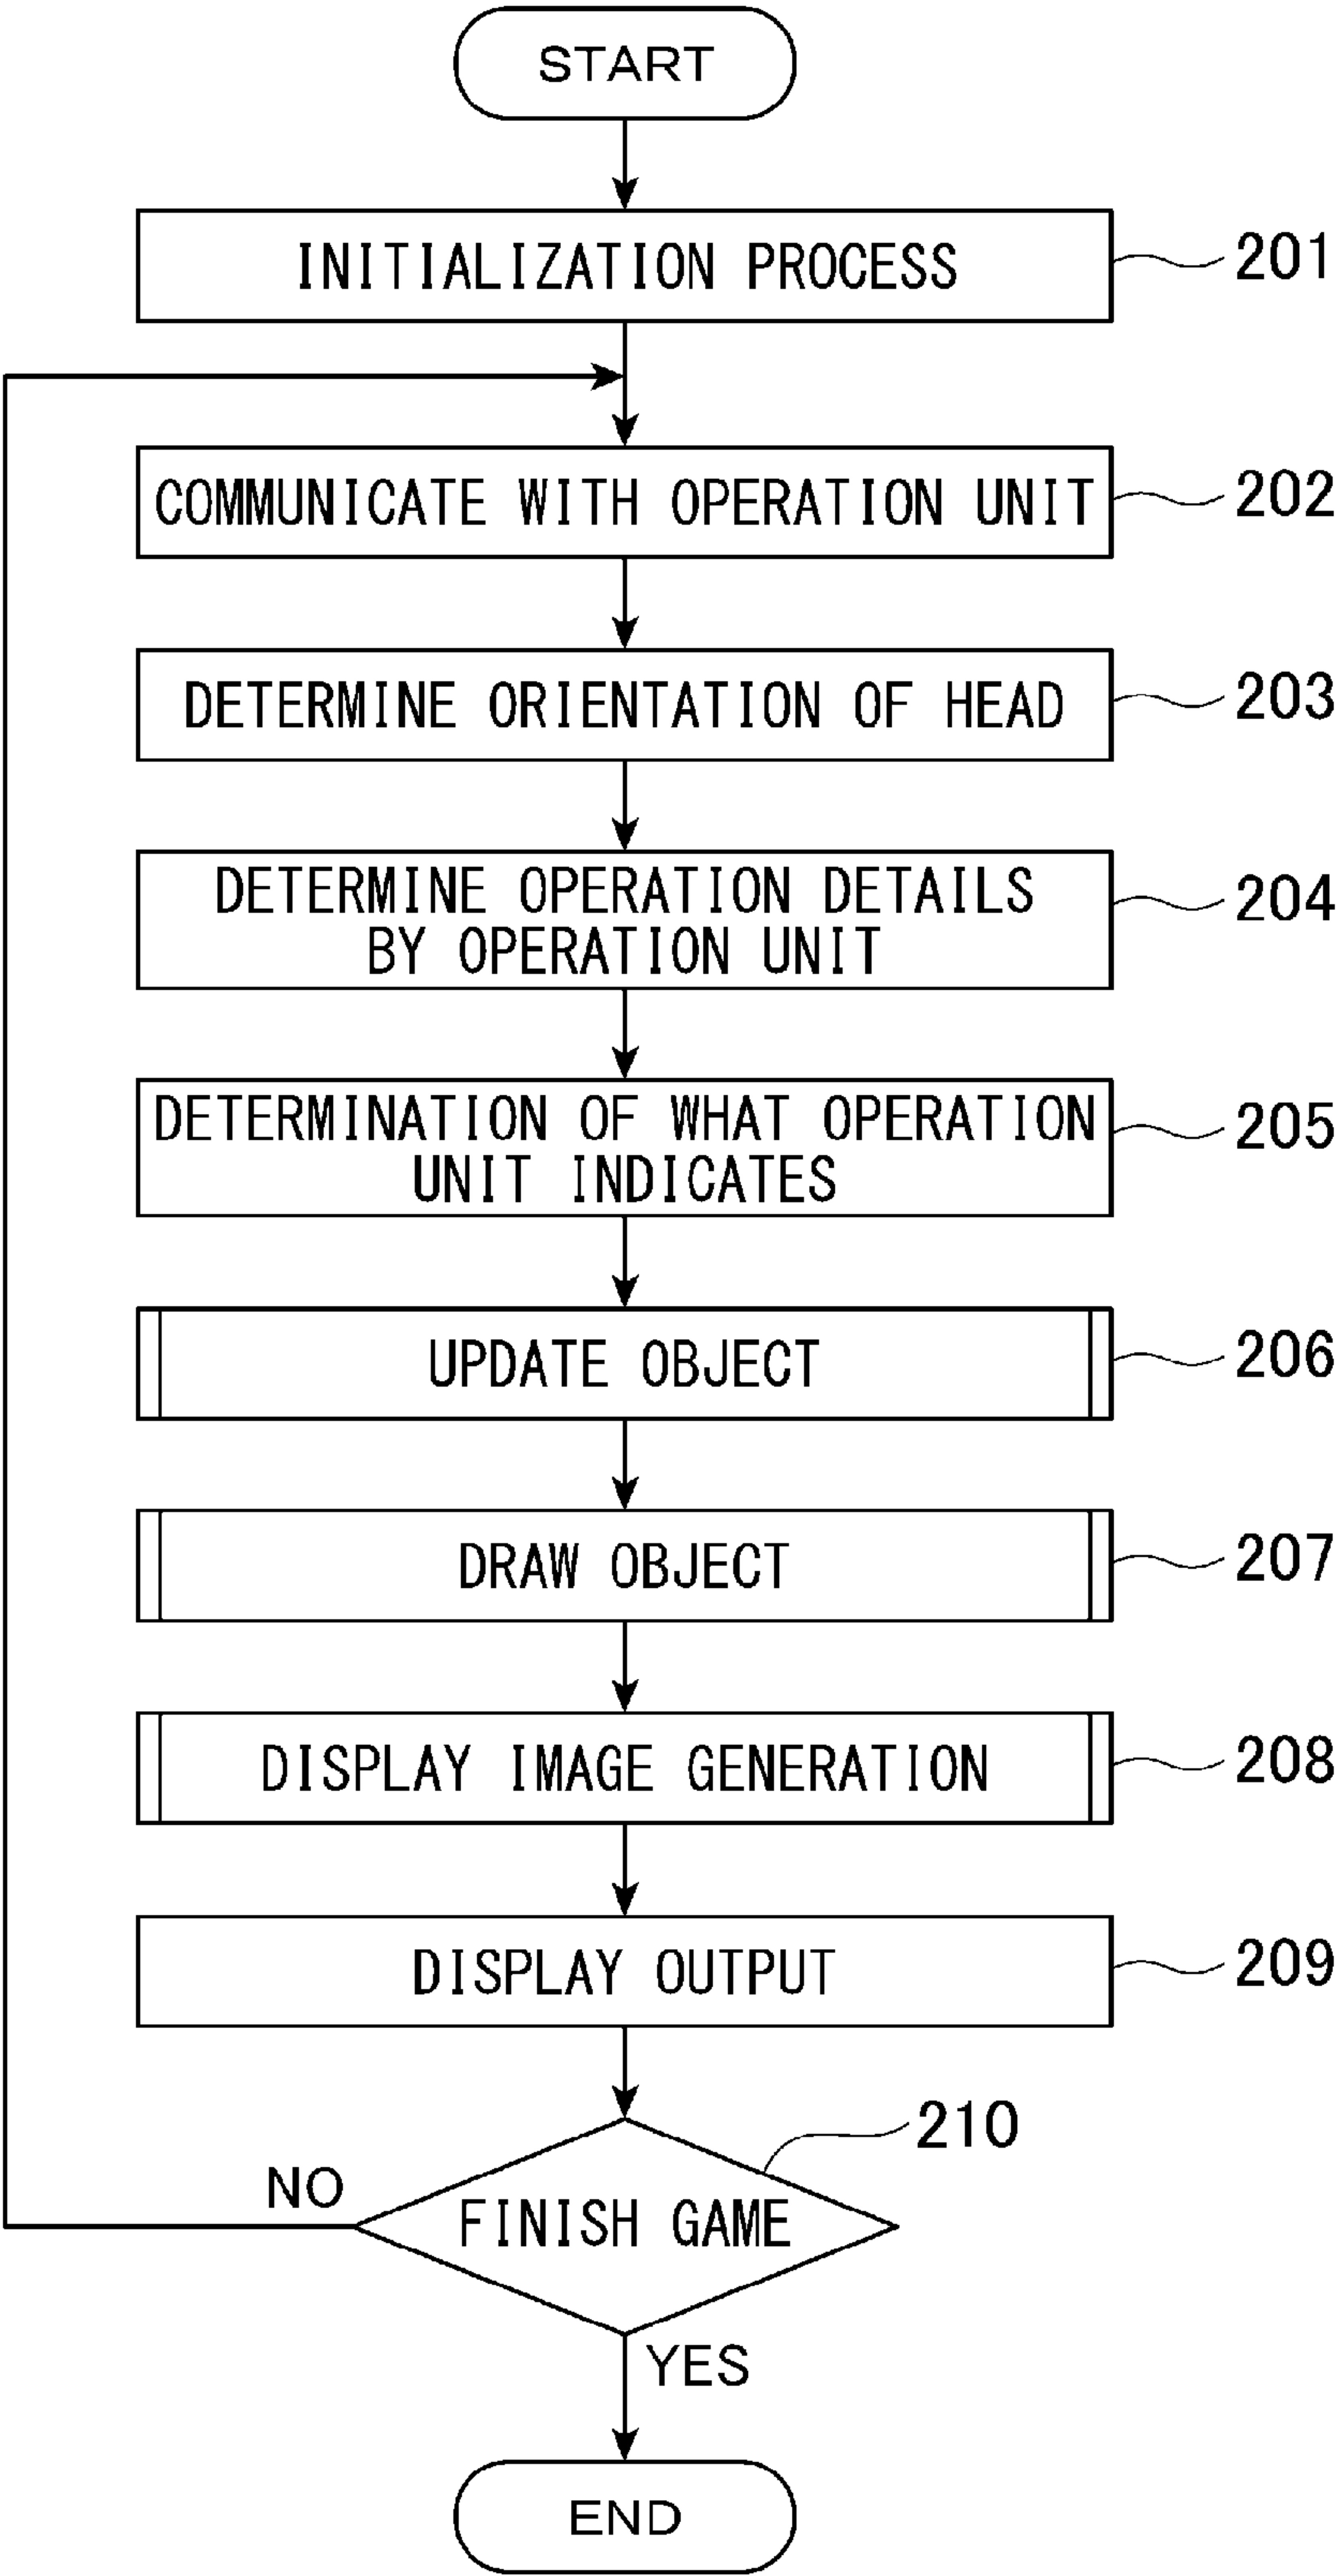 START
INITIALIZATION PROCESS
201
COMMUNICATE WITH OPERATION UNIT
202
DETERMINE ORIENTATION OF HEAD
203
DETERMINE OPERATION DETAILS
BY OPERATION UNIT
204
DETERMINATION OF WHAT OPERATION
UNIT INDICATES
205
UPDATE OBJECT
206
DRAW OBJECT
207
DISPLAY IMAGE GENERATION
208
DISPLAY OUTPUT
209
210
NO
FINISH GAME
YES
END